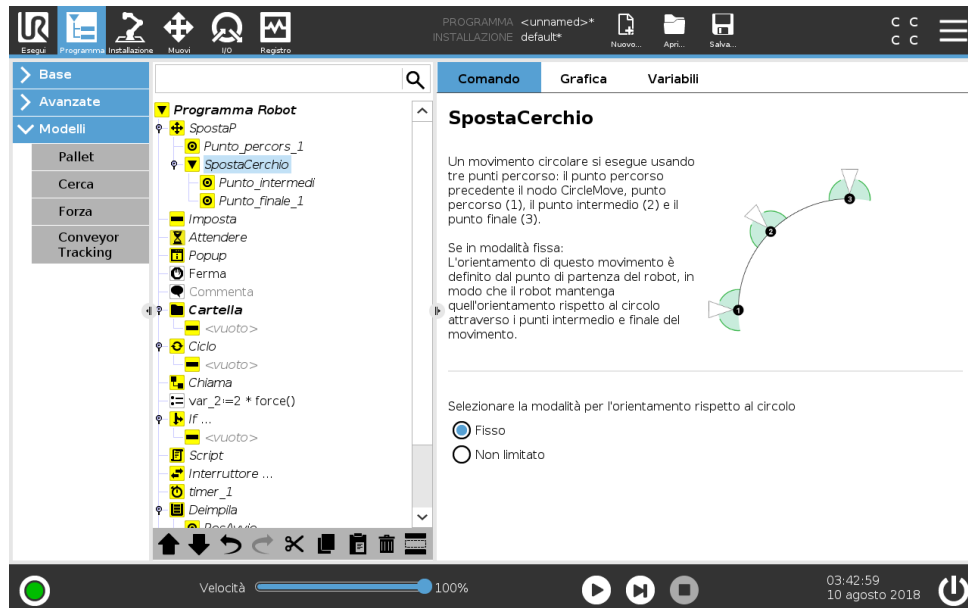 PROGRAMMA <unnamed>*
INSTALLAZIONE default*
Esegui
Programma
Installazione
Muovi
I/O
Registro
Nuovo...
Apri...
Salva...
C C
C C
Base
Avanzate
Modelli
Pallet
Cerca
Forza
Conveyor
Tracking
Programma Robot
SpostaP
Punto_percors_1
SpostaCerchio
Punto_intermedi
Punto_finale_1
Imposta
Attendere
Popup
Ferma
Commenta
Cartella
<vuoto>
Ciclo
<vuoto>
Chiama
var_2:=2 * force()
If ...
<vuoto>
Script
Interruttore ...
timer_1
Deimpila
PosAvvio
Comando
Grafica
Variabili
SpostaCerchio
Un movimento circolare si esegue usando
tre punti percorso: il punto percorso
precedente il nodo CircleMove, punto
percorso (1), il punto intermedio (2) e il
punto finale (3).
Se in modalità fissa:
L'orientamento di questo movimento è
definito dal punto di partenza del robot, in
modo che il robot mantenga
quell'orientamento rispetto al circolo
attraverso i punti intermedio e finale del
movimento.
1
2
3
Selezionare la modalità per l'orientamento rispetto al circolo
Fisso
Non limitato
Velocità
100%
03:42:59
10 agosto 2018